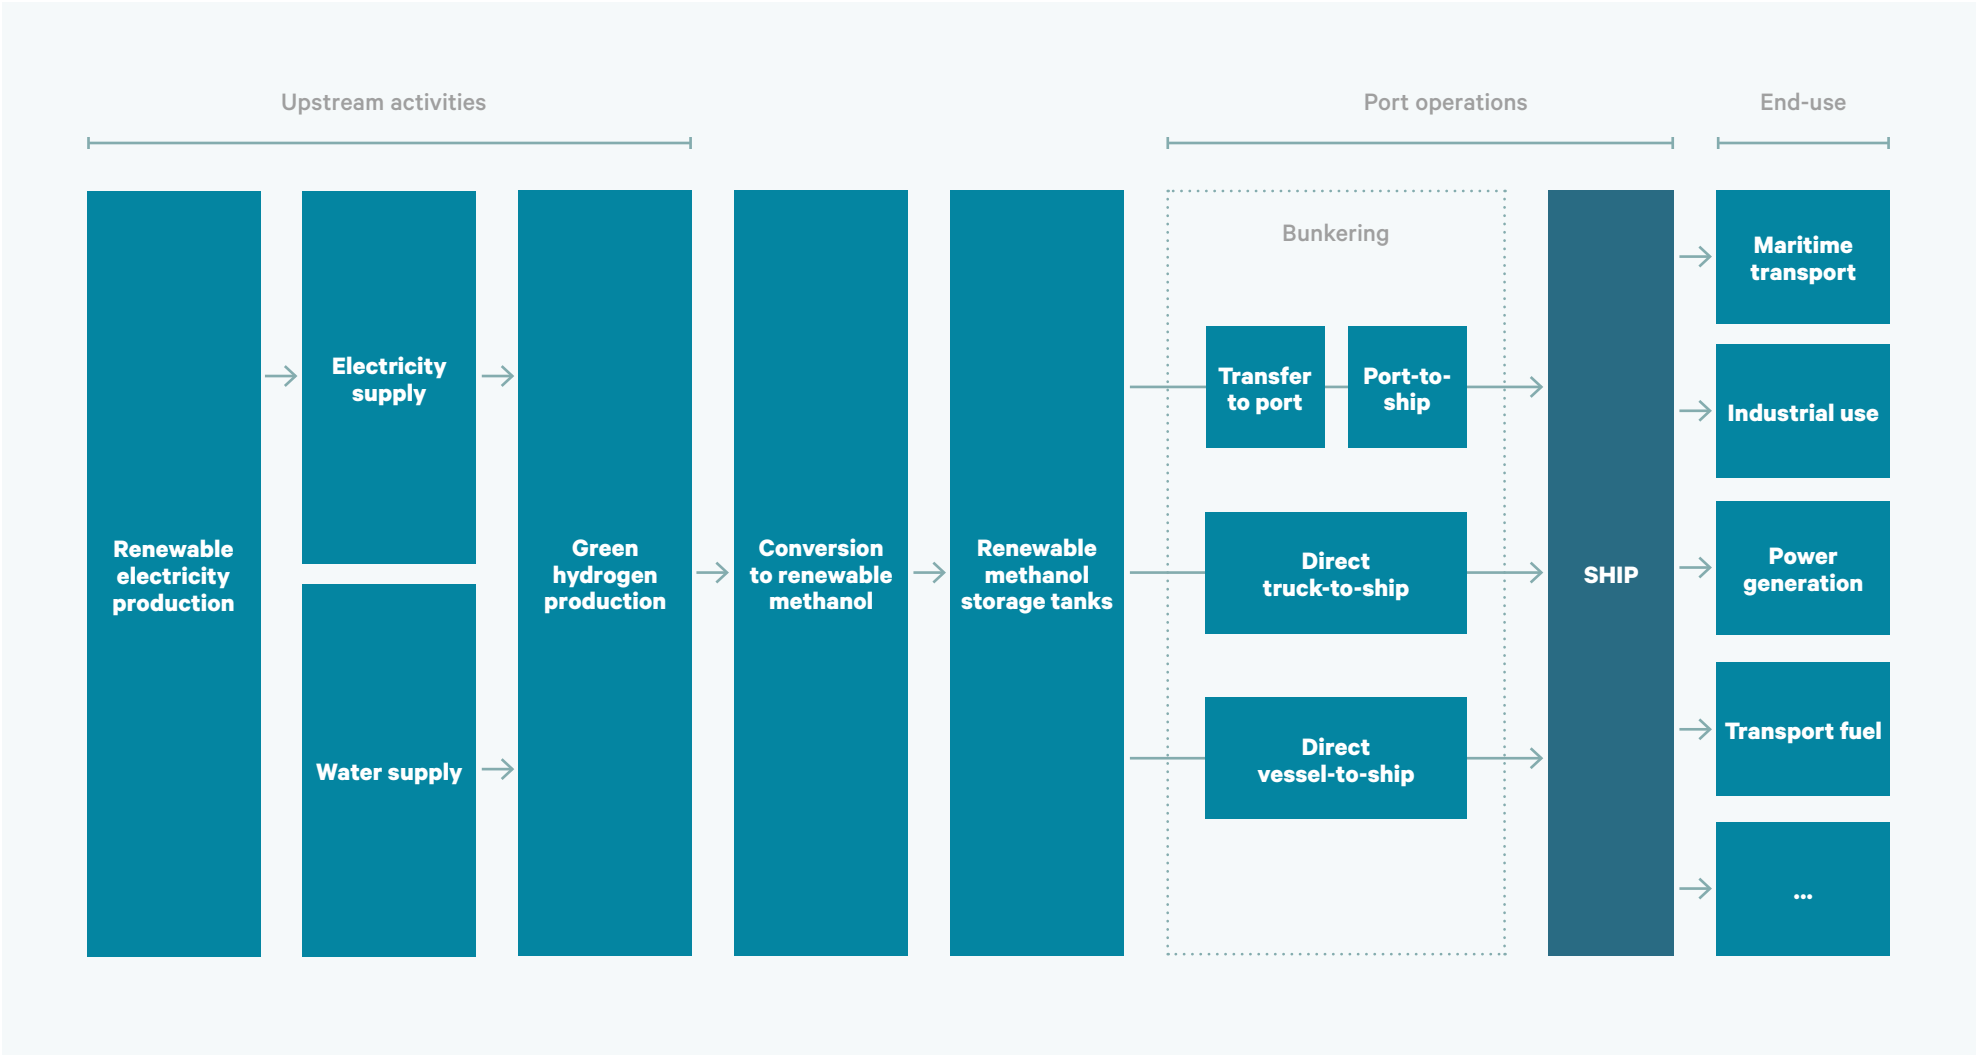 Upstream activities
Port operations
End-use
Renewable
electricity
production
Electricity
supply
Water supply
Green
hydrogen
production
Conversion
to renewable
methanol
Renewable
methanol
storage tanks
Bunkering
Transfer
to port
Port-to-
ship
Direct
truck-to-ship
Direct
vessel-to-ship
SHIP
Maritime
transport
Industrial use
Power
generation
Transport fuel
...